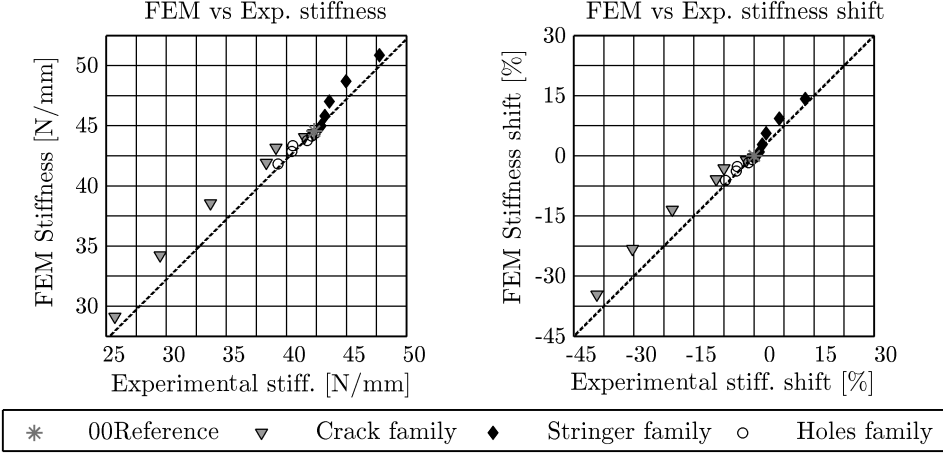 FEM vs Exp. stiffness
FEM Stiffness [N/mm]
50
45
40
35
30
25 30 35 40 45 50
Experimental stiff. [N/mm]
FEM vs Exp. stiffness shift
FEM Stiffness shift [%]
30
15
0
-15
-30
-45
-45 -30 -15 0 15 30
Experimental stiff. shift [%]
00Reference Crack family Stringer family Holes family